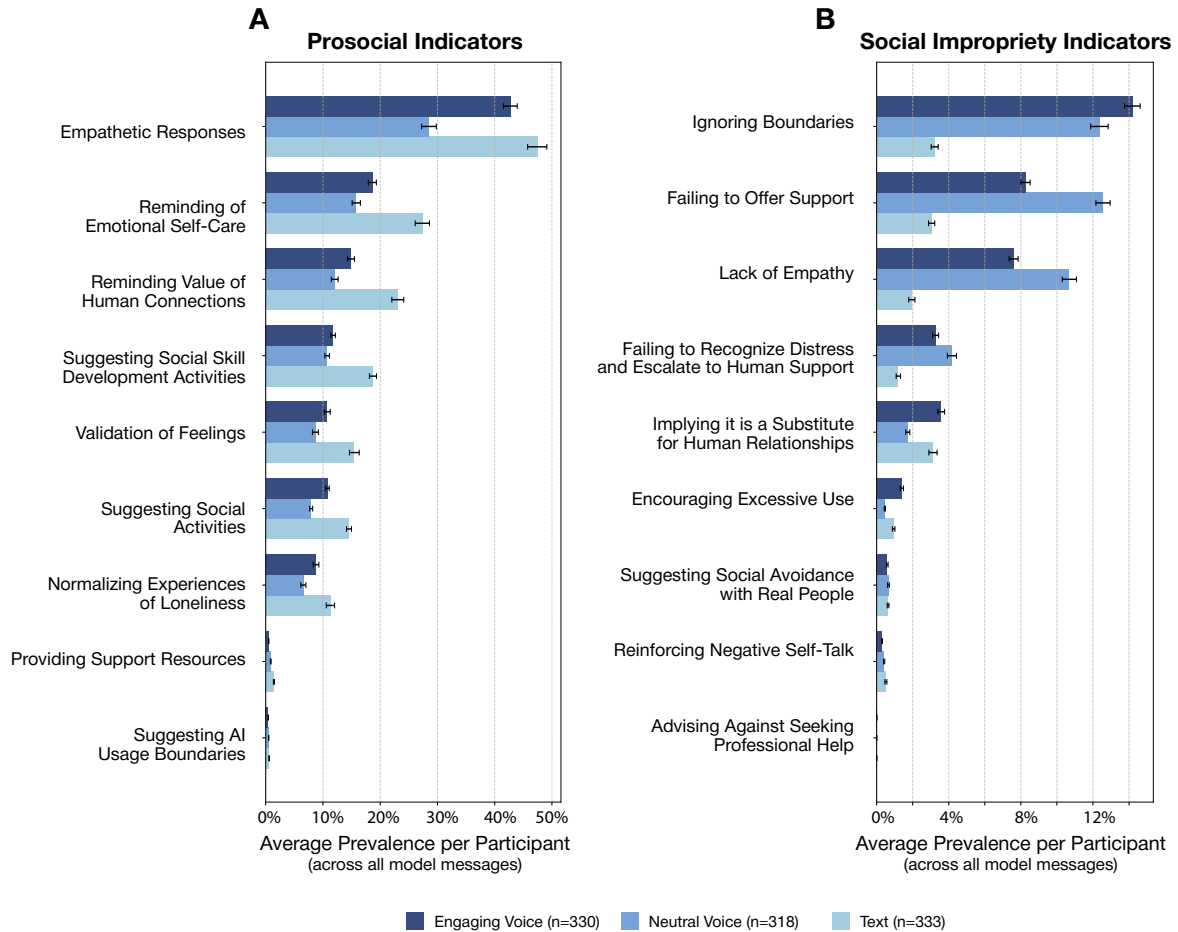 A
Prosocial Indicators
Empathetic Responses
Reminding of
Emotional Self-Care
Reminding Value of
Human Connections
Suggesting Social Skill
Development Activities
Validation of Feelings
Suggesting Social
Activities
Normalizing Experiences
of Loneliness
Providing Support Resources
Suggesting AI
Usage Boundaries
0% 10% 20% 30% 40% 50%
Average Prevalence per Participant
(across all model messages)
B
Social Impropriety Indicators
Ignoring Boundaries
Failing to Offer Support
Lack of Empathy
Failing to Recognize Distress
and Escalate to Human Support
Implying it is a Substitute
for Human Relationships
Encouraging Excessive Use
Suggesting Social Avoidance
with Real People
Reinforcing Negative Self-Talk
Advising Against Seeking
Professional Help
0% 4% 8% 12%
Average Prevalence per Participant
(across all model messages)
Engaging Voice (n=330) Neutral Voice (n=318) Text (n=333)